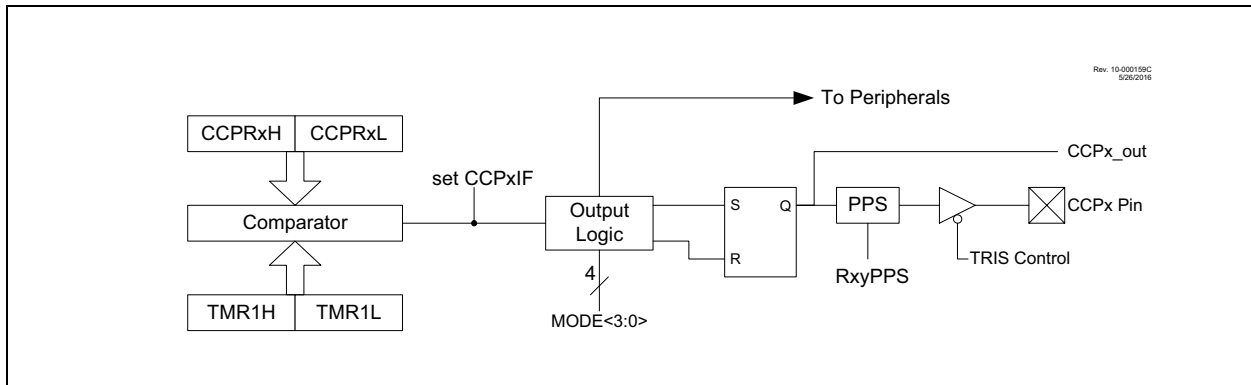 Rev. 10-000159C
5/26/2016
To Peripherals
CCPRxH CCPRxL
CCPx_out
set CCPxIF
S Q
R
Output
Logic
PPS
CCPx Pin
Comparator
TRIS Control
RxyPPS
4
TMR1H TMR1L
MODE<3:0>